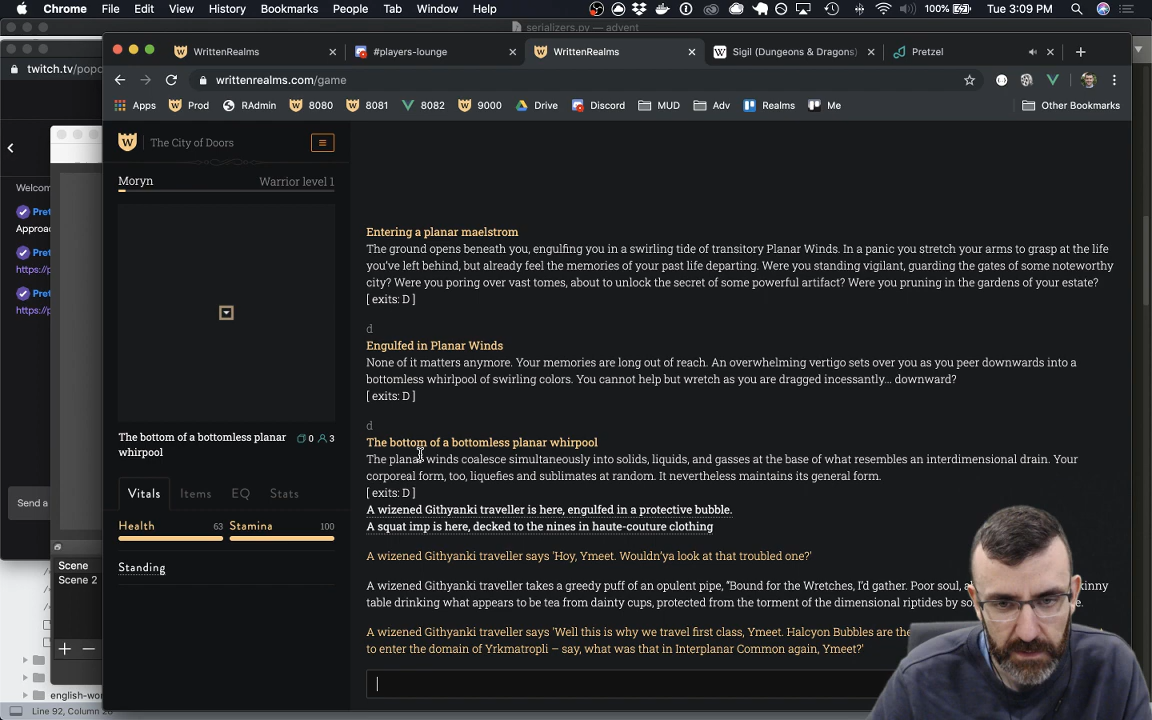 Chrome File Edit View History Bookmarks People Tab Window Help 100% Tue 3:09 PM
serializers.py — advent
twitch.tv/popc
WrittenRealms #players-lounge WrittenRealms Sigil (Dungeons & Dragons) Pretzel
writtenrealms.com/game
Apps Prod RAdmin 8080 8081 8082 9000 Drive Discord MUD Adv Realms Me Other Bookmarks
Welcom
Pret
Approac
Pret
https://p
Pret
https://p
Send a
Scene
Scene 2
english-wor
Line 92, Column 2
The City of Doors
Moryn Warrior level 1
The bottom of a bottomless planar whirpool
0 3
Vitals Items EQ Stats
Health 63 Stamina 100
Standing
Entering a planar maelstrom
The ground opens beneath you, engulfing you in a swirling tide of transitory Planar Winds. In a panic you stretch your arms to grasp at the life
you've left behind, but already feel the memories of your past life departing. Were you standing vigilant, guarding the gates of some noteworthy
city? Were you poring over vast tomes, about to unlock the secret of some powerful artifact? Were you pruning in the gardens of your estate?
[ exits: D ]
d
Engulfed in Planar Winds
None of it matters anymore. Your memories are long out of reach. An overwhelming vertigo sets over you as you peer downwards into a
bottomless whirlpool of swirling colors. You cannot help but wretch as you are dragged incessantly... downward?
[ exits: D ]
d
The bottom of a bottomless planar whirpool
The planar winds coalesce simultaneously into solids, liquids, and gasses at the base of what resembles an interdimensional drain. Your
corporeal form, too, liquefies and sublimates at random. It nevertheless maintains its general form.
[ exits: D ]
A wizened Githyanki traveller is here, engulfed in a protective bubble.
A squat imp is here, decked to the nines in haute-couture clothing
A wizened Githyanki traveller says 'Hoy, Ymeet. Wouldn'ya look at that troubled one?'
A wizened Githyanki traveller takes a greedy puff of an opulent pipe, "Bound for the Wretches, I'd gather. Poor soul,
table drinking what appears to be tea from dainty cups, protected from the torment of the dimensional riptides by
A wizened Githyanki traveller says 'Well this is why we travel first class, Ymeet. Halcyon Bubbles are the
to enter the domain of Yrkmatropli – say, what was that in Interplanar Common again, Ymeet?'